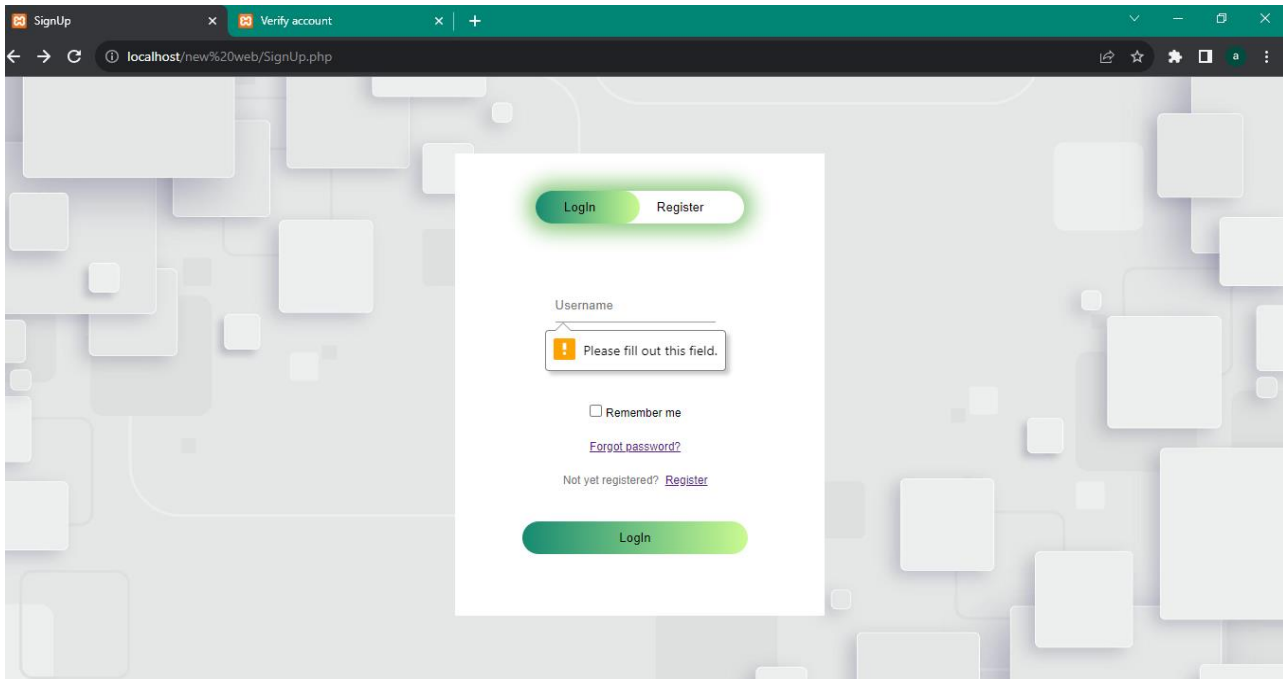 SignUp
Verify account
localhost/new%20web/SignUp.php
a
LogIn
Register
Username
Please fill out this field.
Remember me
Forgot password?
Not yet registered? Register
LogIn